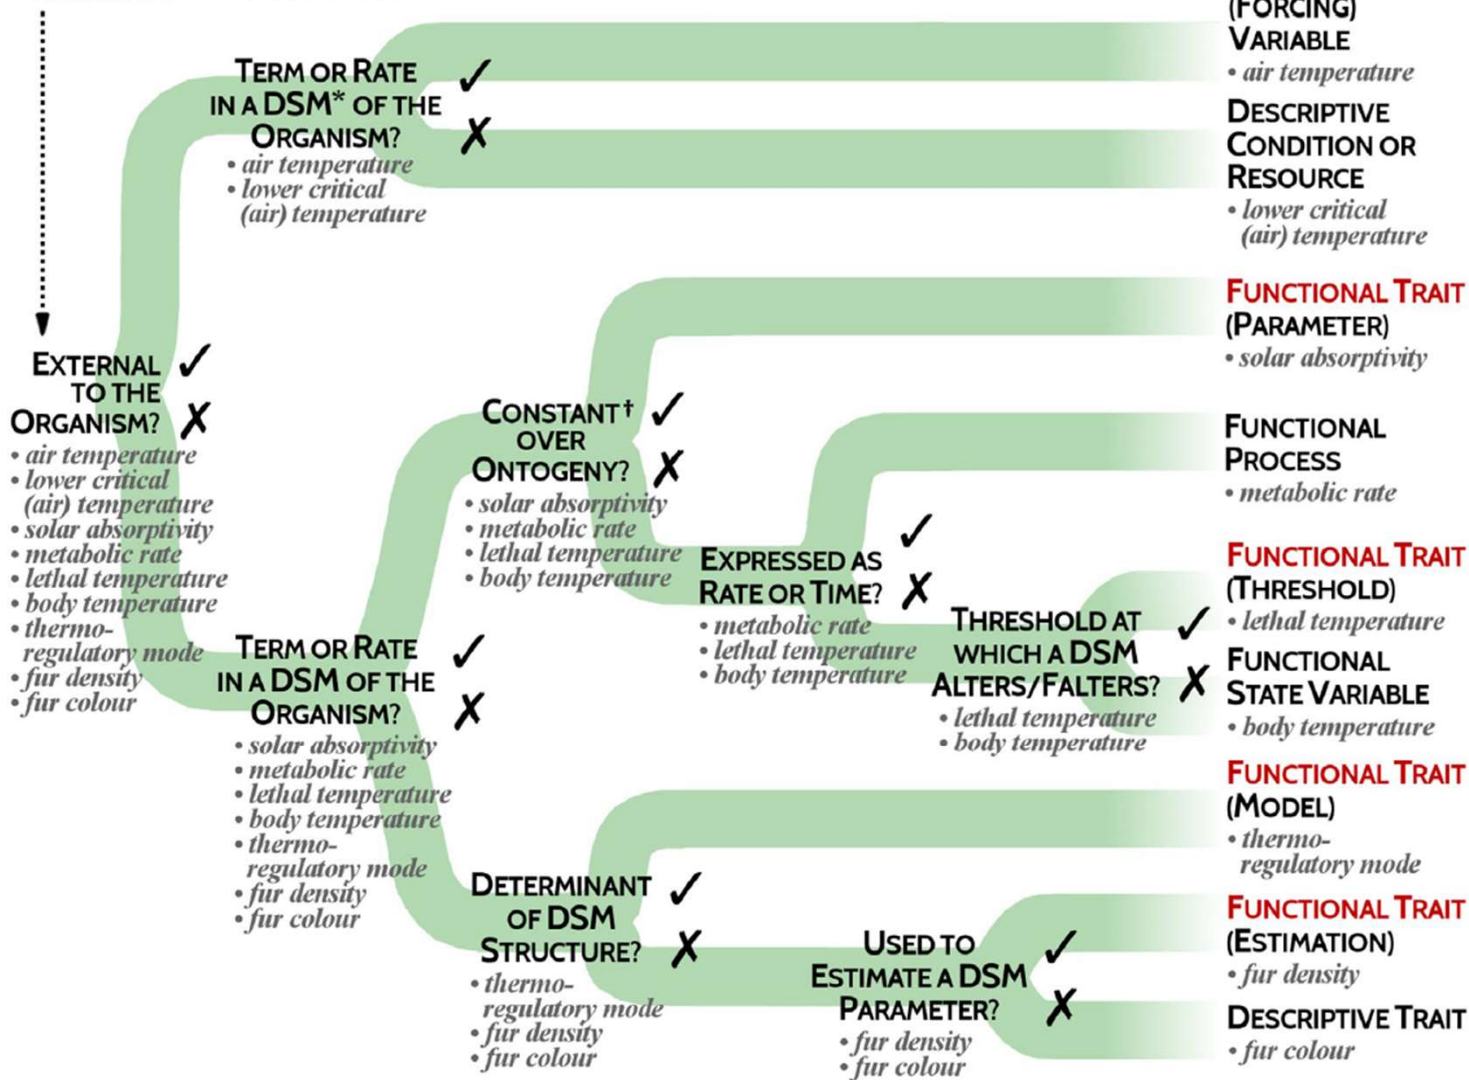 (FORCING)
VARIABLE
• air temperature
TERM OR RATE
IN A DSM* OF THE
ORGANISM?
✓
✗
• air temperature
• lower critical
(air) temperature
DESCRIPTIVE
CONDITION OR
RESOURCE
• lower critical
(air) temperature
EXTERNAL
TO THE
ORGANISM?
✓
✗
• air temperature
• lower critical
(air) temperature
• solar absorptivity
• metabolic rate
• lethal temperature
• body temperature
• thermo-
regulatory mode
• fur density
• fur colour
FUNCTIONAL TRAIT
(PARAMETER)
• solar absorptivity
CONSTANT† 
OVER
ONTOGENY?
✓
✗
• solar absorptivity
• metabolic rate
• lethal temperature
• body temperature
FUNCTIONAL
PROCESS
• metabolic rate
EXPRESSED AS
RATE OR TIME?
✓
✗
• metabolic rate
• lethal temperature
• body temperature
FUNCTIONAL TRAIT
(THRESHOLD)
• lethal temperature
THRESHOLD AT
WHICH A DSM
ALTERS/FALTERS?
✓
✗
• lethal temperature
• body temperature
FUNCTIONAL
STATE VARIABLE
• body temperature
TERM OR RATE
IN A DSM OF THE
ORGANISM?
✓
✗
• solar absorptivity
• metabolic rate
• lethal temperature
• body temperature
• thermo-
regulatory mode
• fur density
• fur colour
FUNCTIONAL TRAIT
(MODEL)
• thermo-
regulatory mode
DETERMINANT
OF DSM
STRUCTURE?
✓
✗
• thermo-
regulatory mode
• fur density
• fur colour
FUNCTIONAL TRAIT
(ESTIMATION)
• fur density
USED TO
ESTIMATE A DSM
PARAMETER?
✓
✗
• fur density
• fur colour
DESCRIPTIVE TRAIT
• fur colour